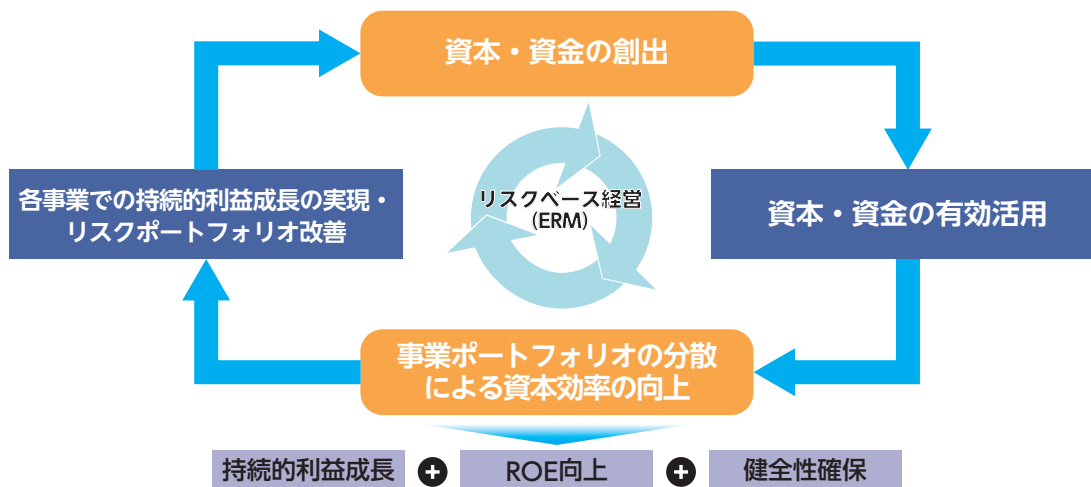 資本・資金の創出
各事業での持続的利益成長の実現・
リスクポートフォリオ改善
リスクベース経営
(ERM)
資本・資金の有効活用
事業ポートフォリオの分散
による資本効率の向上
持続的利益成長 + ROE向上 + 健全性確保